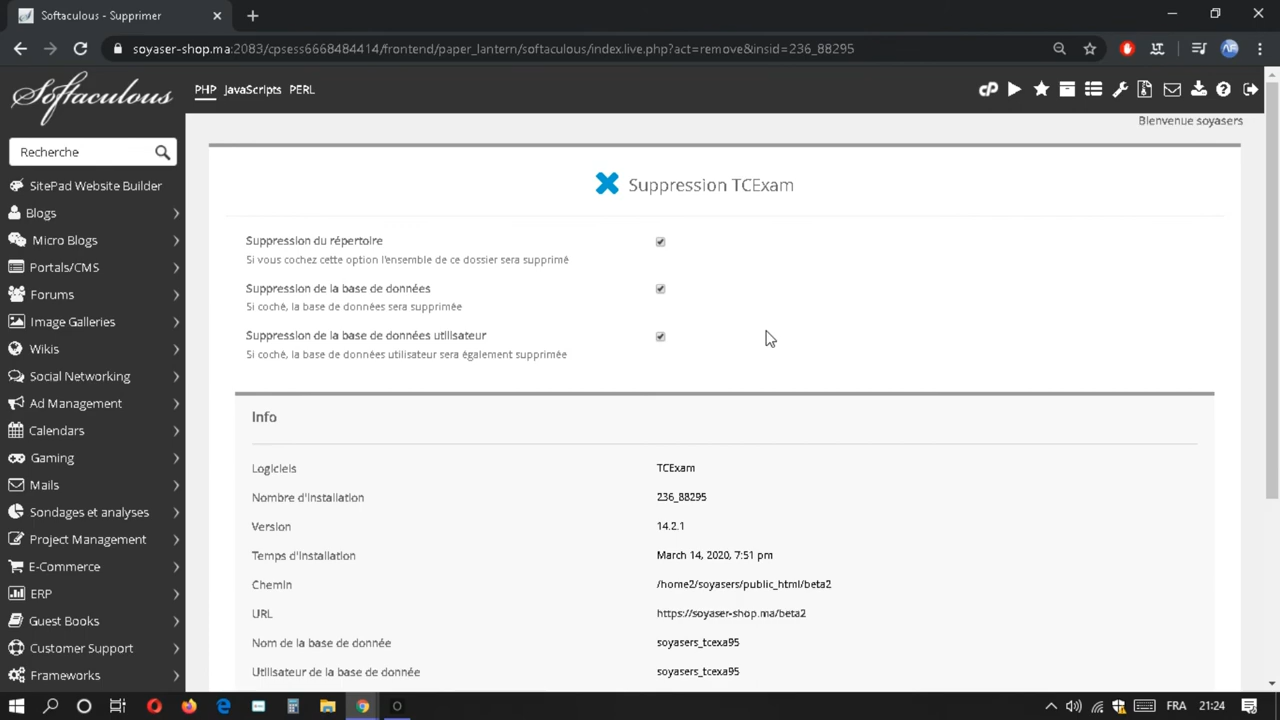 Softaculous - Supprimer
soyaser-shop.ma:2083/cpsess6668484414/frontend/paper_lantern/softaculous/index.live.php?act=remove&insid=236_88295
Softaculous
PHP JavaScripts PERL
cP
Bienvenue soyasers
Recherche
SitePad Website Builder
Blogs
Micro Blogs
Portals/CMS
Forums
Image Galleries
Wikis
Social Networking
Ad Management
Calendars
Gaming
Mails
Sondages et analyses
Project Management
E-Commerce
ERP
Guest Books
Customer Support
Frameworks
Suppression TCExam
Suppression du répertoire
Si vous cochez cette option l'ensemble de ce dossier sera supprimé
Suppression de la base de données
Si coché, la base de données sera supprimée
Suppression de la base de données utilisateur
Si coché, la base de données utilisateur sera également supprimée
Info
Logiciels TCExam
Nombre d'installation 236_88295
Version 14.2.1
Temps d'installation March 14, 2020, 7:51 pm
Chemin /home2/soyasers/public_html/beta2
URL https://soyaser-shop.ma/beta2
Nom de la base de donnée soyasers_tcexa95
Utilisateur de la base de donnée soyasers_tcexa95
FRA 21:24